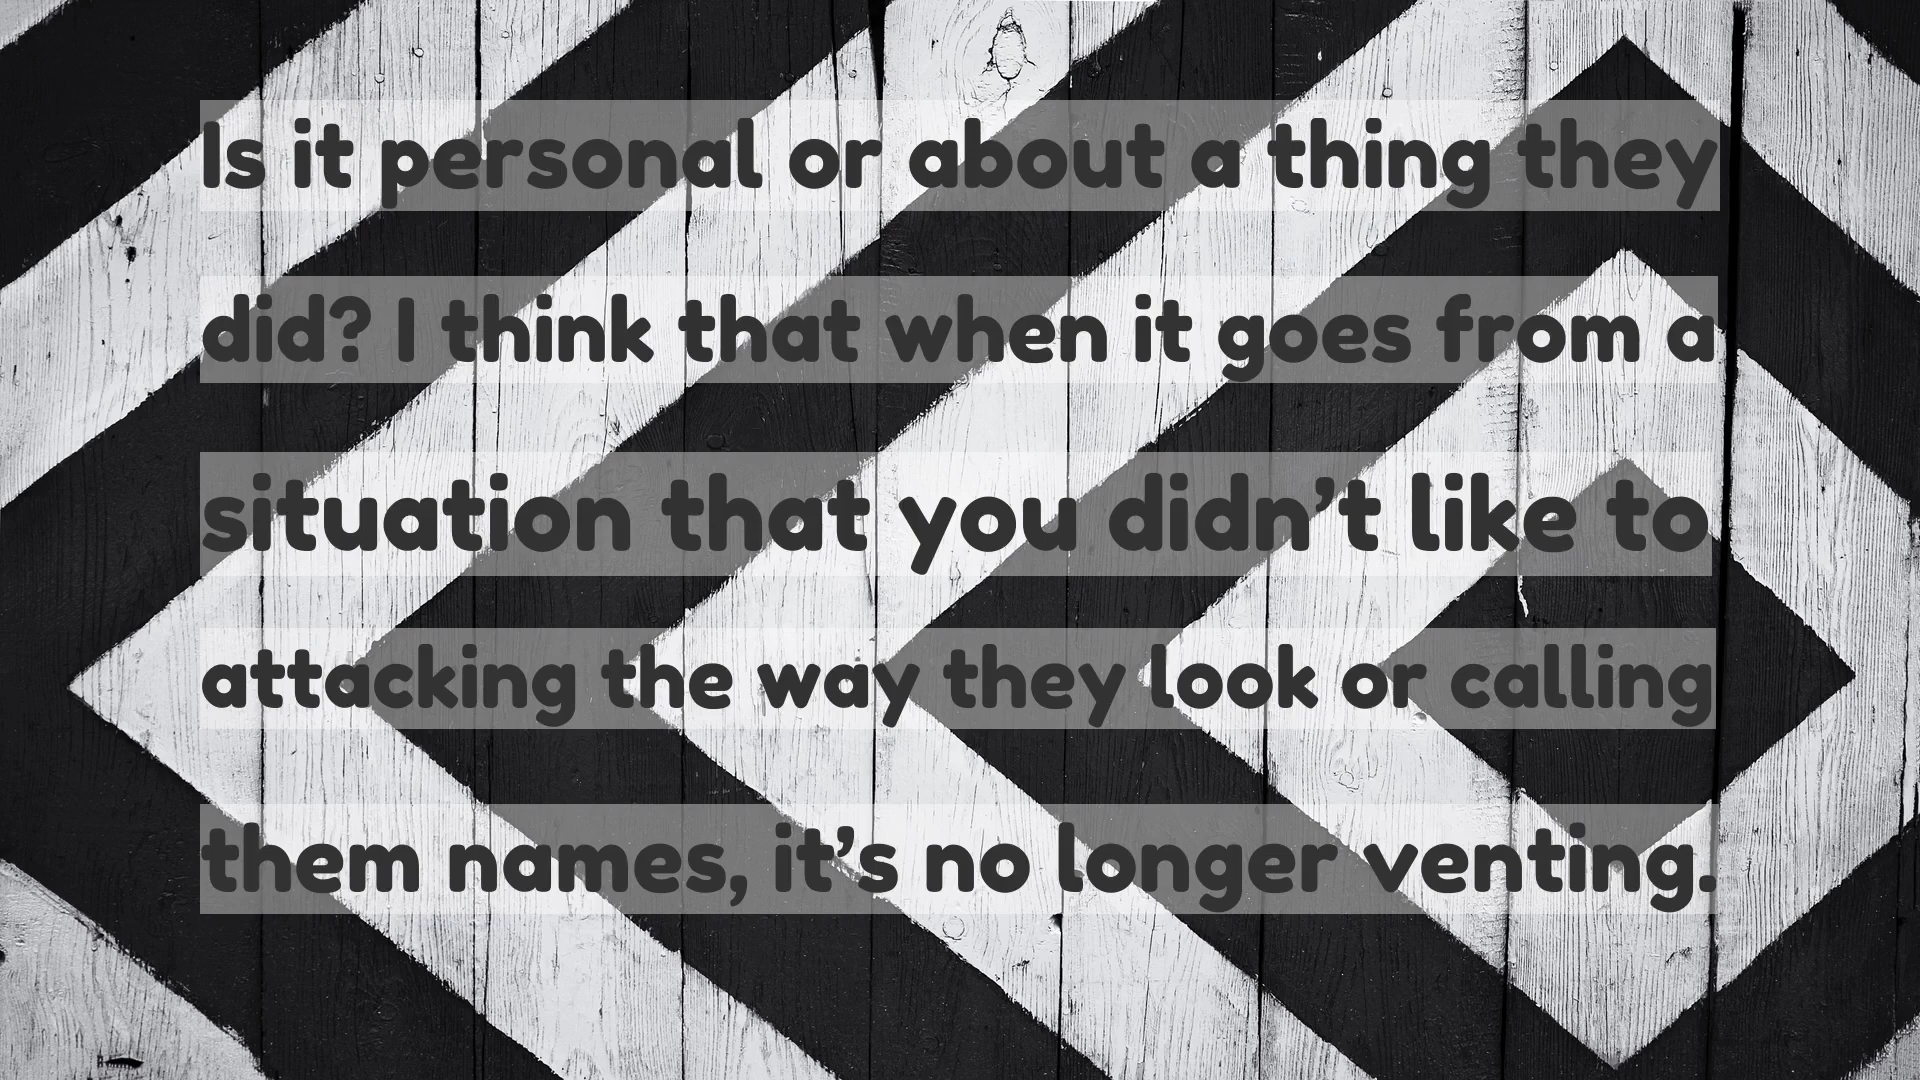 Is it personal or about a thing they
did? I think that when it goes from a
situation that you didn’t like to
attacking the way they look or calling
them names, it’s no longer venting.